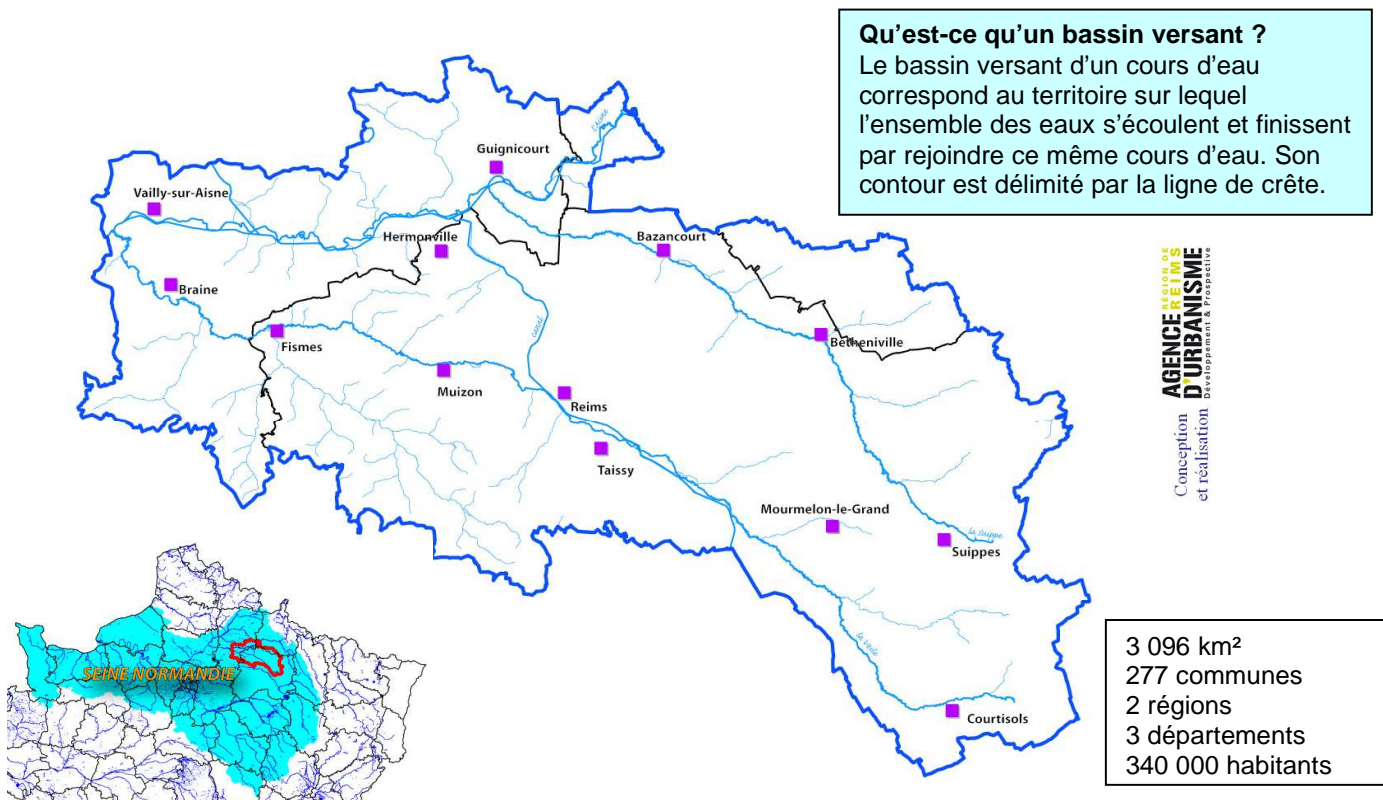 Qu'est-ce qu'un bassin versant ?
Le bassin versant d'un cours d'eau
correspond au territoire sur lequel
l'ensemble des eaux s'écoulent et finissent
par rejoindre ce même cours d'eau. Son
contour est délimité par la ligne de crête.
Guignicourt
Vailly-sur-Aisne
Hermonville
Bazancourt
Braine
canal
Fismes
Betheniville
Muizon
Reims
Taissy
Mourmelon-le-Grand
la Suippe
Suippes
la Vesle
Courtisols
AGENCE RÉGION DE REIMS
D'URBANISME
Développement & Prospective
Conception
et réalisation
SEINE NORMANDIE
3 096 km²
277 communes
2 régions
3 départements
340 000 habitants